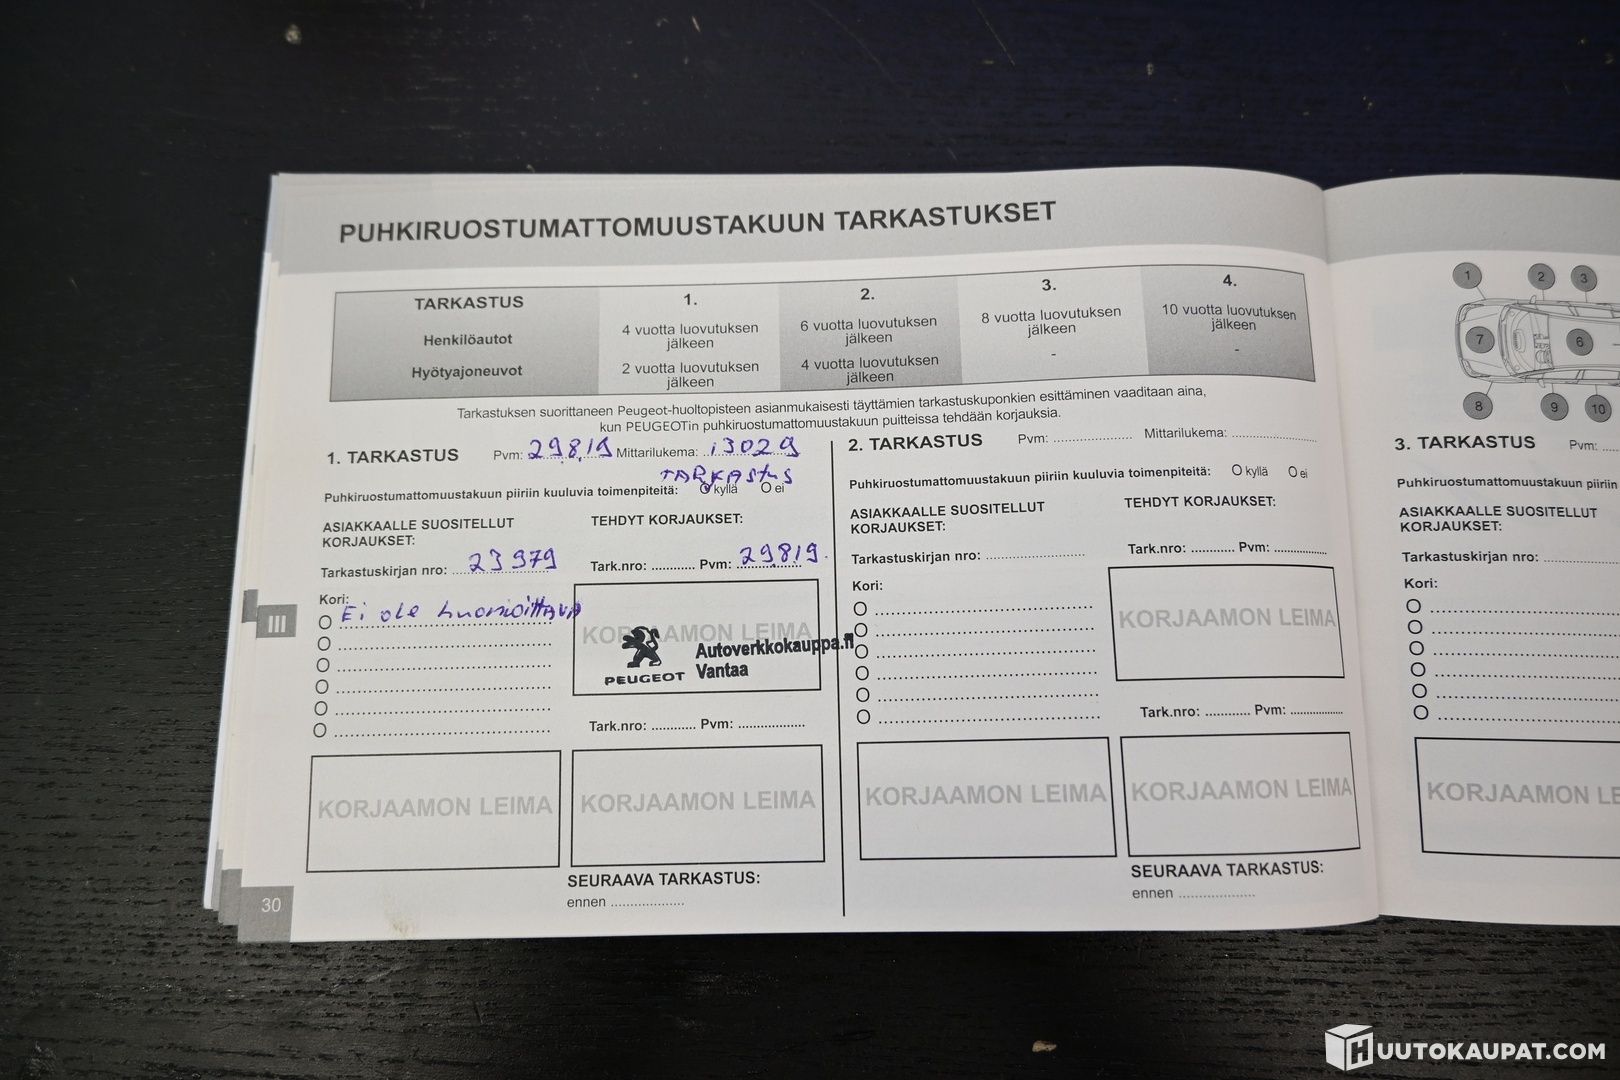 PUHKIRUOSTUMATTOMUUSTAKUUN TARKASTUKSET
TARKASTUS 1. 2. 3. 4.
Henkilöautot 4 vuotta luovutuksen jälkeen 6 vuotta luovutuksen jälkeen 8 vuotta luovutuksen jälkeen 10 vuotta luovutuksen jälkeen
Hyötyajoneuvot 2 vuotta luovutuksen jälkeen 4 vuotta luovutuksen jälkeen - -
Tarkastuksen suorittaneen Peugeot-huoltopisteen asianmukaisesti täyttämien tarkastuskuponkien esittäminen vaaditaan aina,
kun PEUGEOTin puhkiruostumattomuustakuun puitteissa tehdään korjauksia.
1. TARKASTUS Pvm: 29.8.19 Mittarilukema: 13029
TARKASTUS
Puhkiruostumattomuustakuun piiriin kuuluvia toimenpiteitä: kyllä ei
ASIAKKAALLE SUOSITELLUT
KORJAUKSET:
TEHDYT KORJAUKSET:
Tarkastuskirjan nro: 23979
Tark.nro: ............ Pvm: 29.8.19.
Kori:
Ei ole huomioittava
KORJAAMON LEIMA
PEUGEOT
Autoverkkokauppa.fi
Vantaa
Tark.nro: ............ Pvm: ..................
KORJAAMON LEIMA
KORJAAMON LEIMA
SEURAAVA TARKASTUS:
ennen ....................
2. TARKASTUS Pvm: ...................... Mittarilukema: ......................
Puhkiruostumattomuustakuun piiriin kuuluvia toimenpiteitä: kyllä ei
ASIAKKAALLE SUOSITELLUT
KORJAUKSET:
TEHDYT KORJAUKSET:
Tarkastuskirjan nro: ..........................
Tark.nro: ............ Pvm: ..............
Kori:
KORJAAMON LEIMA
Tark.nro: ............ Pvm: ..............
KORJAAMON LEIMA
KORJAAMON LEIMA
SEURAAVA TARKASTUS:
ennen ....................
1 2 3
7 6
8 9 10
3. TARKASTUS Pvm: .....
Puhkiruostumattomuustakuun piiriin
ASIAKKAALLE SUOSITELLUT
KORJAUKSET:
Tarkastuskirjan nro: ....................
Kori:
KORJAAMON LE
III
30
HUUTOKAUPAT.COM